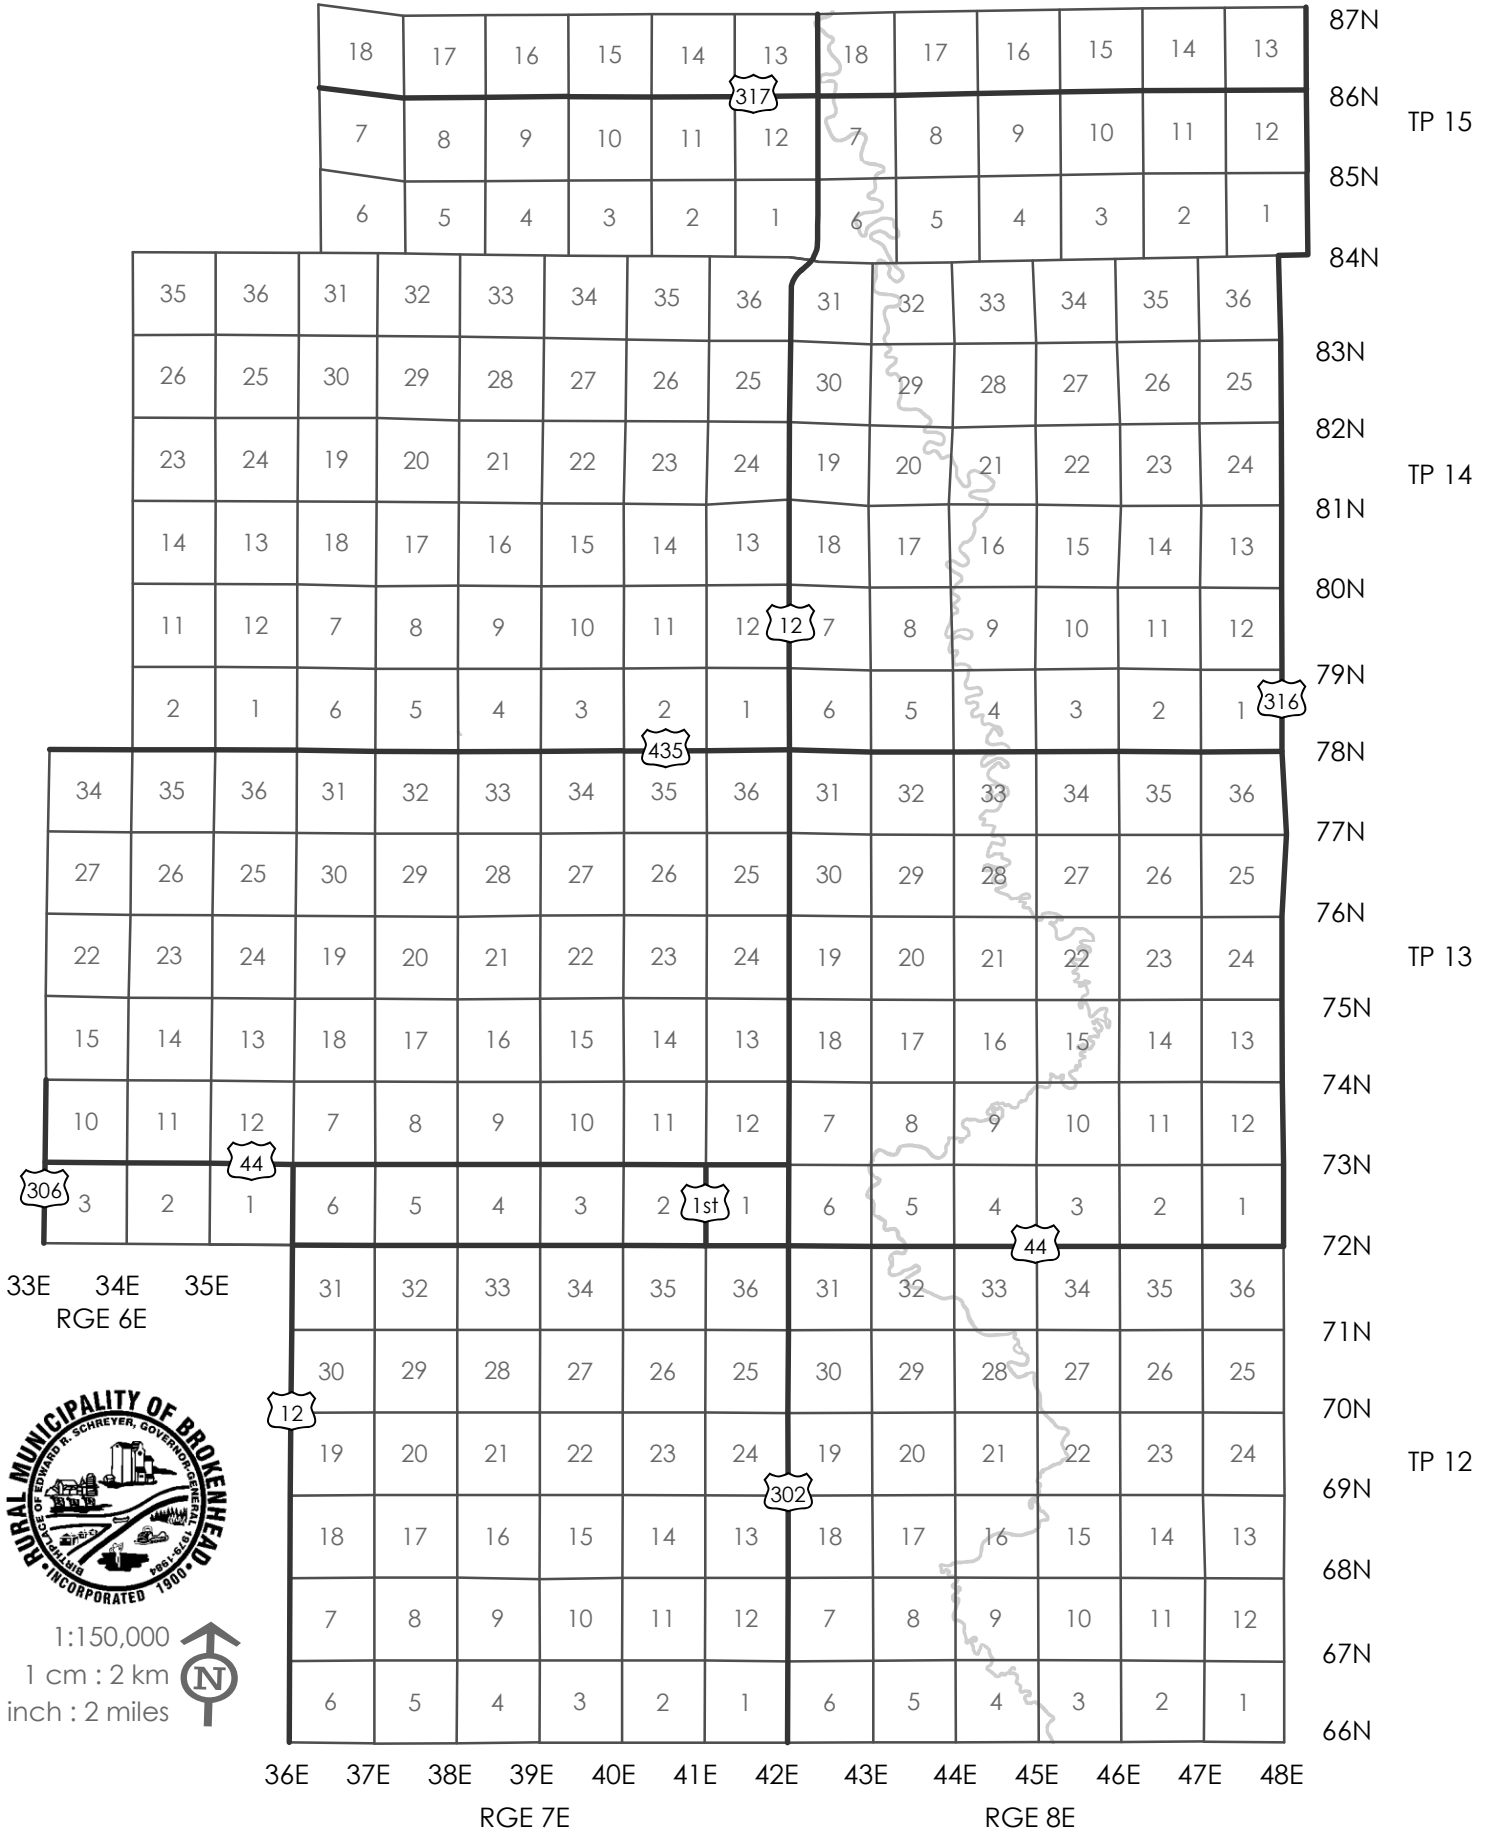 87N
18 17 16 15 14 13 18 17 16 15 14 13
317
86N
TP 15
7 8 9 10 11 12 7 8 9 10 11 12
85N
6 5 4 3 2 1 6 5 4 3 2 1
84N
35 36 31 32 33 34 35 36 31 32 33 34 35 36
83N
26 25 30 29 28 27 26 25 30 29 28 27 26 25
82N
23 24 19 20 21 22 23 24 19 20 21 22 23 24
TP 14
81N
14 13 18 17 16 15 14 13 18 17 16 15 14 13
80N
11 12 7 8 9 10 11 12 12 7 8 9 10 11 12
79N
2 1 6 5 4 3 2 1 6 5 4 3 2 1 316
435
78N
34 35 36 31 32 33 34 35 36 31 32 33 34 35 36
77N
27 26 25 30 29 28 27 26 25 30 29 28 27 26 25
76N
22 23 24 19 20 21 22 23 24 19 20 21 22 23 24
TP 13
75N
15 14 13 18 17 16 15 14 13 18 17 16 15 14 13
74N
10 11 12 7 8 9 10 11 12 7 8 9 10 11 12
44
73N
306 3 2 1 6 5 4 3 2 1st 1 6 5 4 3 2 1
44
72N
33E 34E 35E
RGE 6E
31 32 33 34 35 36 31 32 33 34 35 36
71N
30 29 28 27 26 25 30 29 28 27 26 25
12
70N
19 20 21 22 23 24 19 20 21 22 23 24
TP 12
302
69N
18 17 16 15 14 13 18 17 16 15 14 13
68N
7 8 9 10 11 12 7 8 9 10 11 12
67N
6 5 4 3 2 1 6 5 4 3 2 1
66N
RURAL MUNICIPALITY OF BROKENHEAD
BIRTHPLACE OF EDWARD R. SCHREYER, GOVERNOR-GENERAL 1979-1984
INCORPORATED 1900
1:150,000
1 cm : 2 km
N
inch : 2 miles
36E 37E 38E 39E 40E 41E 42E 43E 44E 45E 46E 47E 48E
RGE 7E RGE 8E